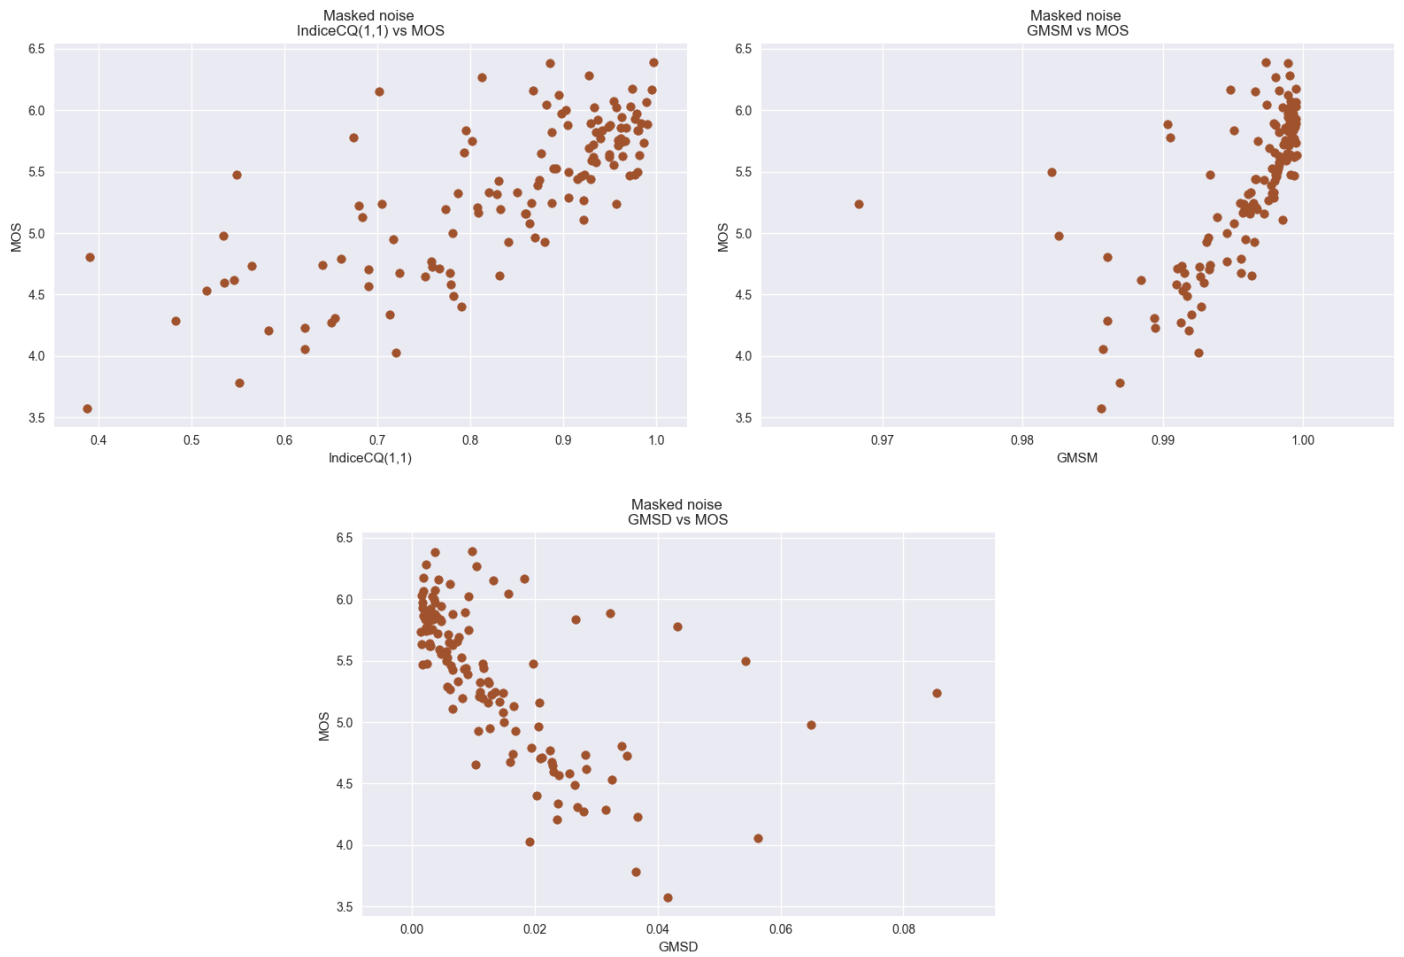 Masked noise
IndiceCQ(1,1) vs MOS
6.5
6.0
5.5
5.0
4.5
4.0
3.5
MOS
0.4 0.5 0.6 0.7 0.8 0.9 1.0
IndiceCQ(1,1)
Masked noise
GMSM vs MOS
6.5
6.0
5.5
5.0
4.5
4.0
3.5
MOS
0.97 0.98 0.99 1.00
GMSM
Masked noise
GMSD vs MOS
6.5
6.0
5.5
5.0
4.5
4.0
3.5
MOS
0.00 0.02 0.04 0.06 0.08
GMSD